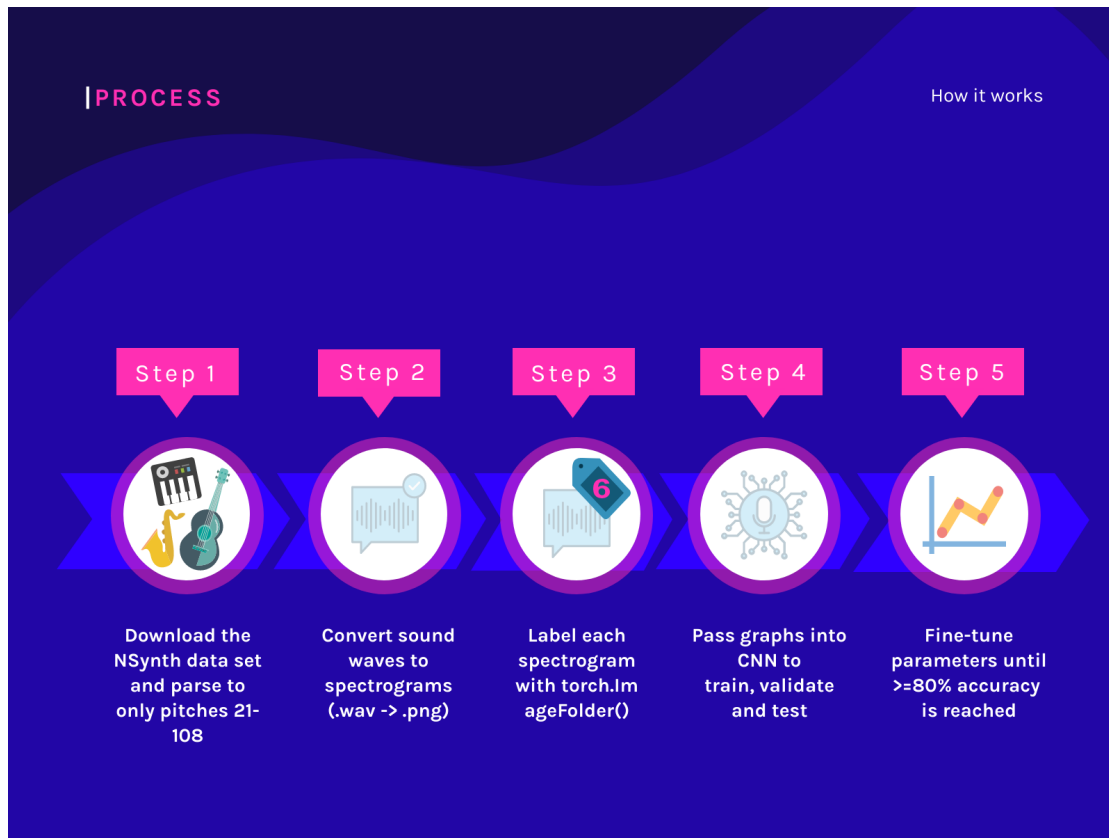 PROCESS
How it works
Step 1
Step 2
Step 3
Step 4
Step 5
6
Download the
NSynth data set
and parse to
only pitches 21-
108
Convert sound
waves to
spectrograms
(.wav -> .png)
Label each
spectrogram
with torch.Im
ageFolder()
Pass graphs into
CNN to
train, validate
and test
Fine-tune
parameters until
>=80% accuracy
is reached